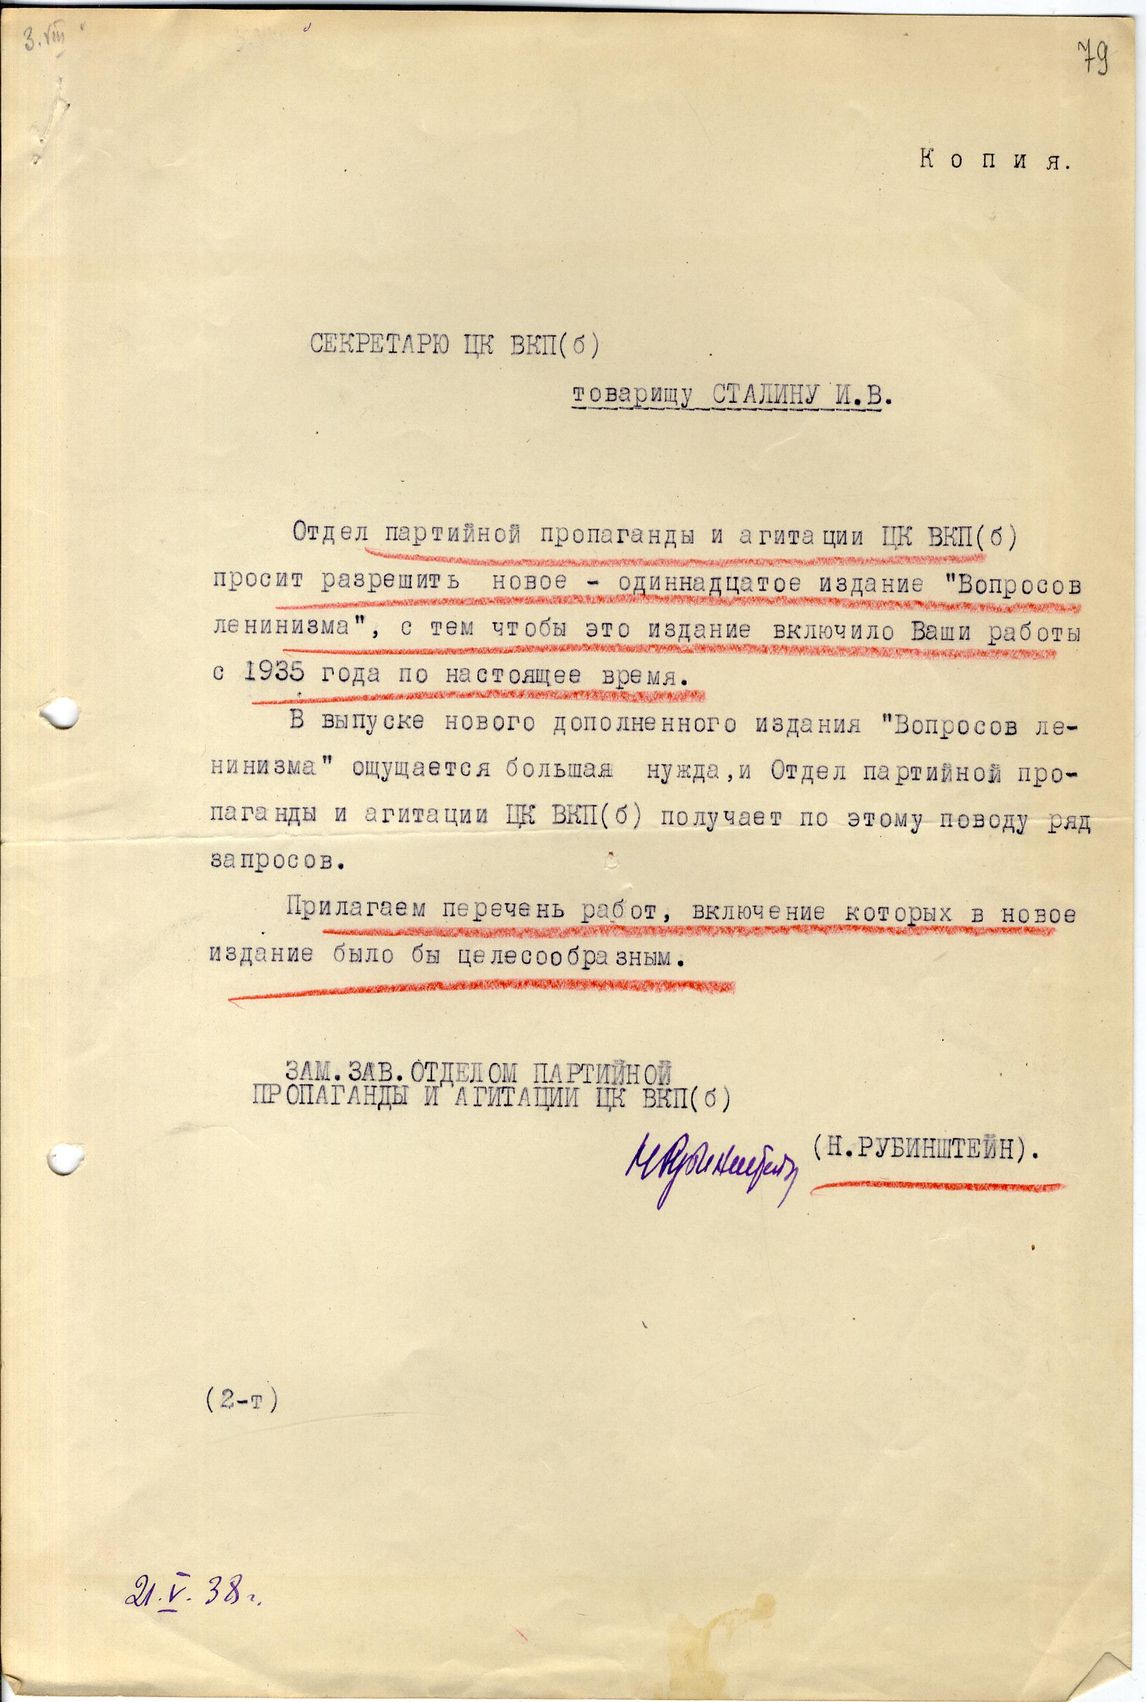 3.VIII
79
Копия.
СЕКРЕТАРЮ ЦК ВКП(б)
товарищу СТАЛИНУ И.В.
Отдел партийной пропаганды и агитации ЦК ВКП(б)
просит разрешить новое - одиннадцатое издание "Вопросов
ленинизма", с тем чтобы это издание включило Ваши работы
с 1935 года по настоящее время.
В выпуске нового дополненного издания "Вопросов ле-
нинизма" ощущается большая нужда, и Отдел партийной про-
паганды и агитации ЦК ВКП(б) получает по этому поводу ряд
запросов.
Прилагаем перечень работ, включение которых в новое
издание было бы целесообразным.
ЗАМ.ЗАВ.ОТДЕЛОМ ПАРТИЙНОЙ
ПРОПАГАНДЫ И АГИТАЦИИ ЦК ВКП(б)
Н Рубинштейн (Н.РУБИНШТЕЙН).
(2-т)
21.V.38г.